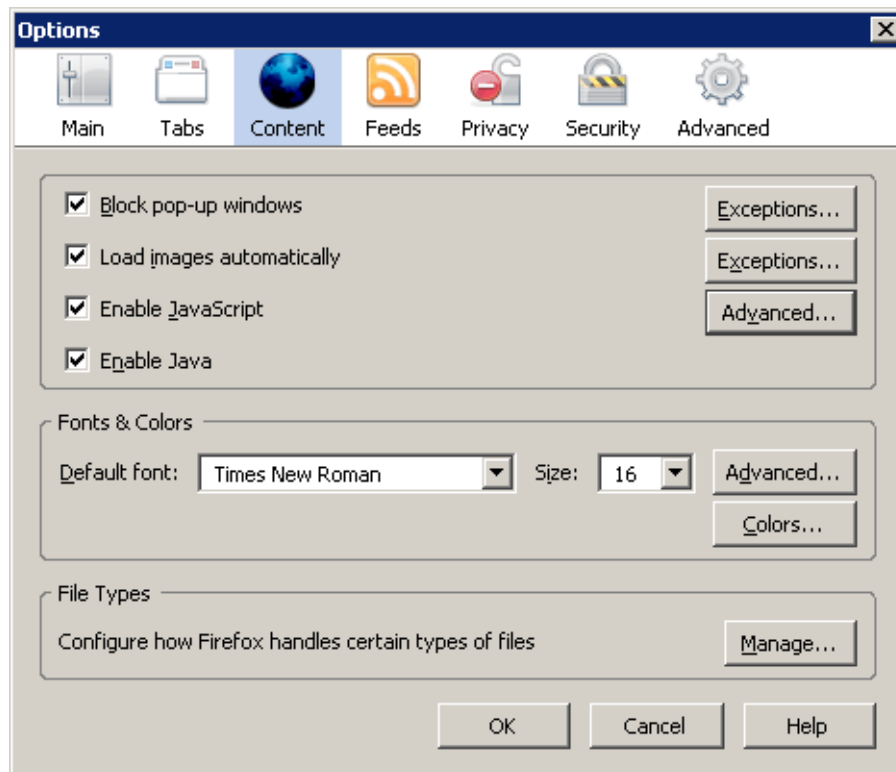 Options
Main Tabs Content Feeds Privacy Security Advanced
Block pop-up windows Exceptions...
Load images automatically Exceptions...
Enable JavaScript Advanced...
Enable Java
Fonts & Colors
Default font: Times New Roman Size: 16 Advanced...
Colors...
File Types
Configure how Firefox handles certain types of files Manage...
OK Cancel Help